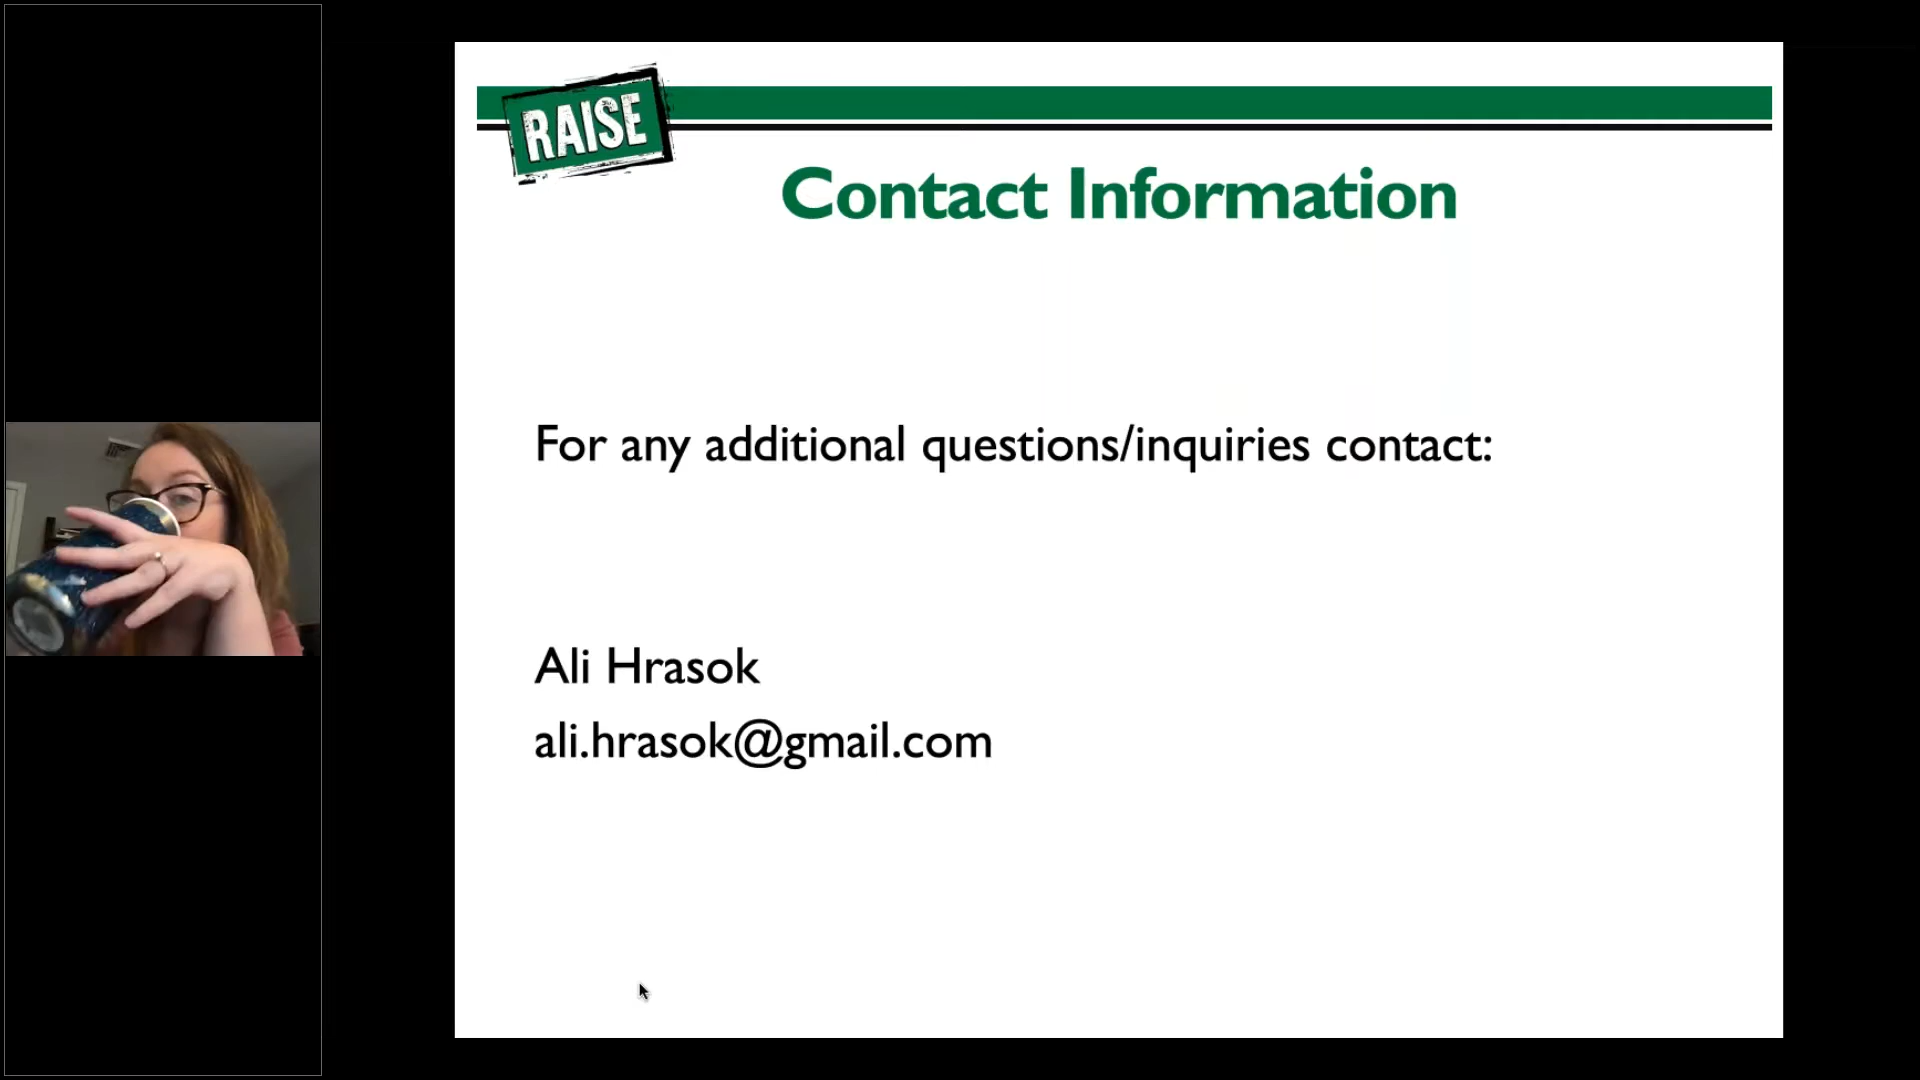 RAISE
Contact Information
For any additional questions/inquiries contact:
Ali Hrasok
ali.hrasok@gmail.com